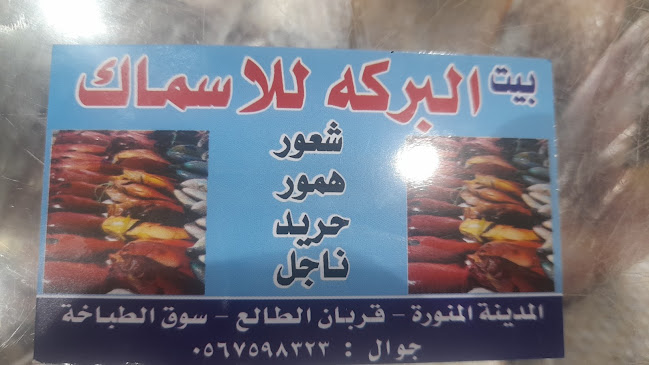 بيت البركه للاسماك
شعور
همور
حريد
ناجل
المدينة المنورة - قربان الطالع - سوق الطباخة
جوال : ٠٥٦٧٥٩٨٣٢٣